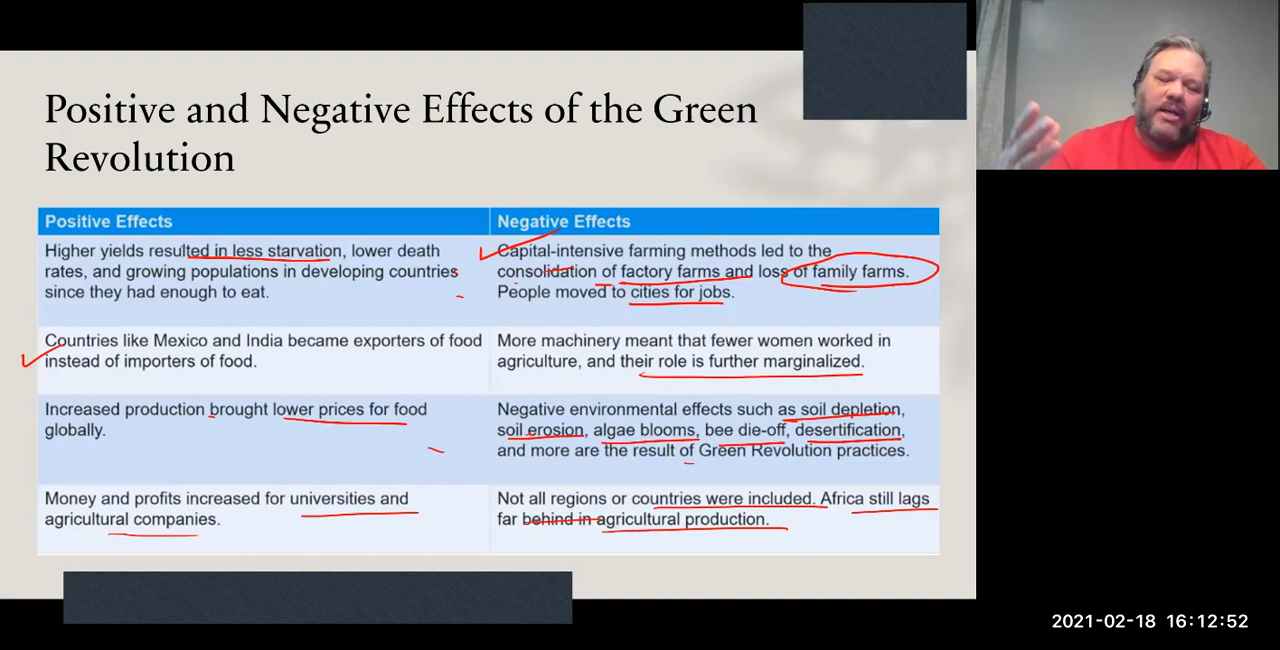 Positive and Negative Effects of the Green
Revolution
Positive Effects
Negative Effects
Higher yields resulted in less starvation, lower death
rates, and growing populations in developing countries
since they had enough to eat.
Capital-intensive farming methods led to the
consolidation of factory farms and loss of family farms.
People moved to cities for jobs.
Countries like Mexico and India became exporters of food
instead of importers of food.
More machinery meant that fewer women worked in
agriculture, and their role is further marginalized.
Increased production brought lower prices for food
globally.
Negative environmental effects such as soil depletion,
soil erosion, algae blooms, bee die-off, desertification,
and more are the result of Green Revolution practices.
Money and profits increased for universities and
agricultural companies.
Not all regions or countries were included. Africa still lags
far behind in agricultural production.
2021-02-18 16:12:52